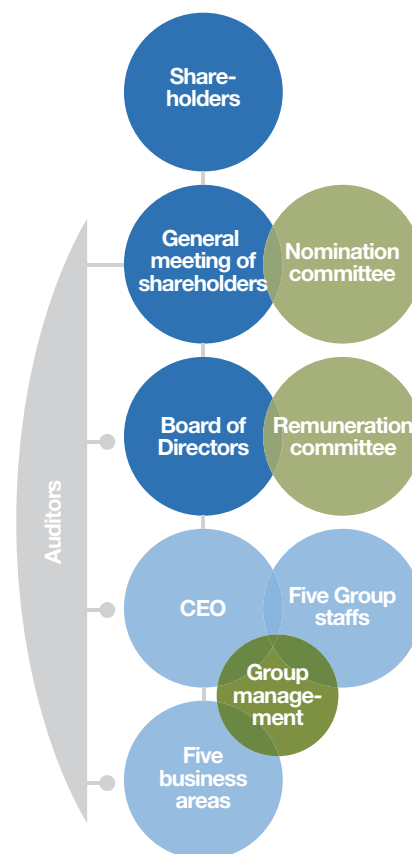 Share-
holders
General
meeting of
shareholders
Nomination
committee
Board of
Directors
Remuneration
committee
Auditors
CEO
Five Group
staffs
Group
manage-
ment
Five
business
areas